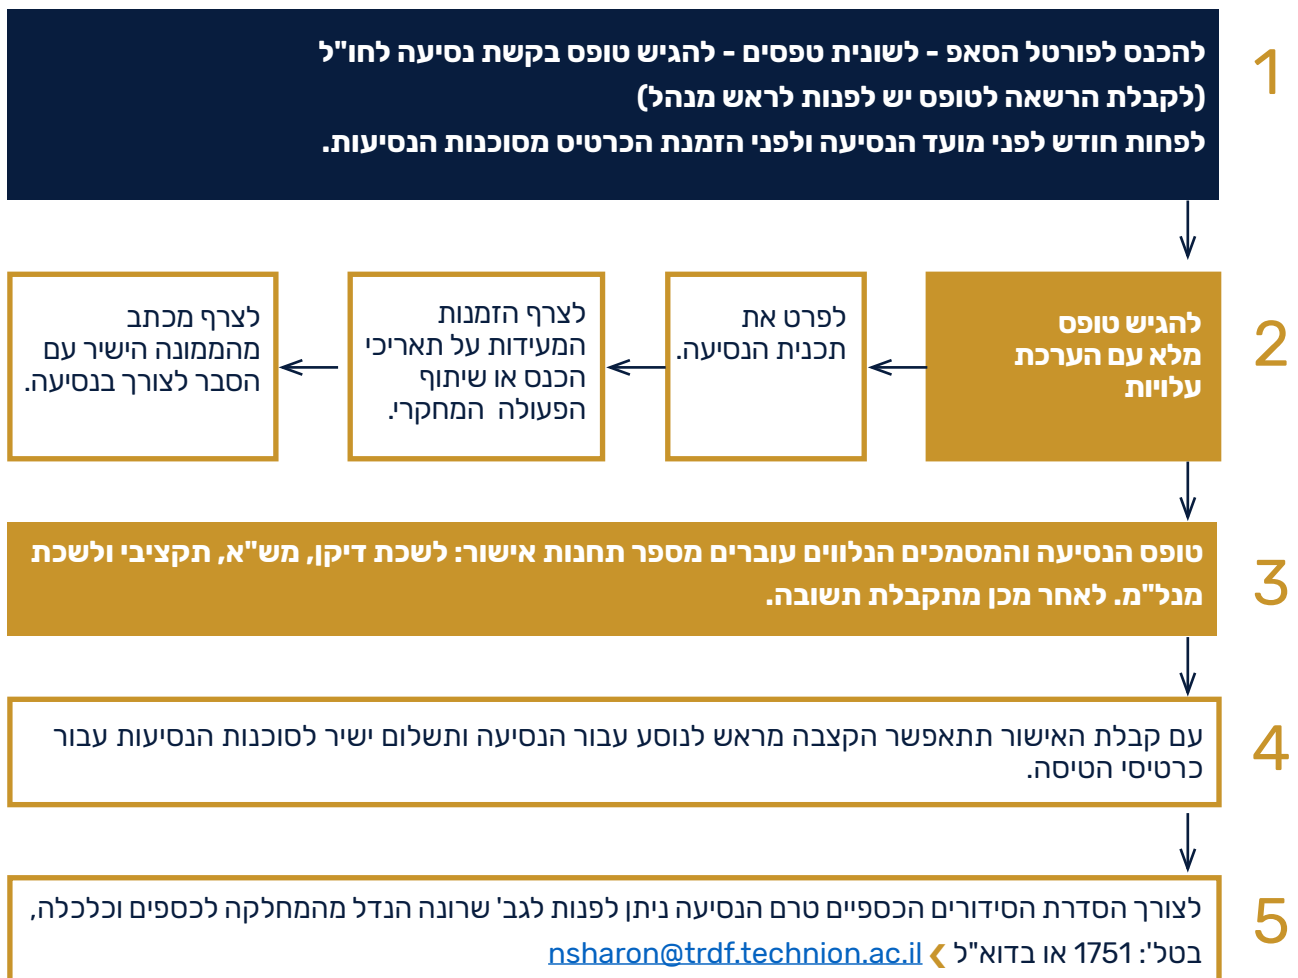 1
להכנס לפורטל הסאפ - לשונית טפסים - להגיש טופס בקשת נסיעה לחו"ל
(לקבלת הרשאה לטופס יש לפנות לראש מנהל)
לפחות חודש לפני מועד הנסיעה ולפני הזמנת הכרטיס מסוכנות הנסיעות.
2
להגיש טופס
מלא עם הערכת
עלויות
לפרט את
תכנית הנסיעה.
לצרף הזמנות
המעידות על תאריכי
הכנס או שיתוף
הפעולה המחקרי.
לצרף מכתב
מהממונה הישיר עם
הסבר לצורך בנסיעה.
3
טופס הנסיעה והמסמכים הנלווים עוברים מספר תחנות אישור: לשכת דיקן, מש"א, תקציבי ולשכת
מנל"מ. לאחר מכן מתקבלת תשובה.
4
עם קבלת האישור תתאפשר הקצבה מראש לנוסע עבור הנסיעה ותשלום ישיר לסוכנות הנסיעות עבור
כרטיסי הטיסה.
5
לצורך הסדרת הסידורים הכספיים טרם הנסיעה ניתן לפנות לגב' שרונה הנדל מהמחלקה לכספים וכלכלה,
בטל': 1751 או בדוא"ל ❯ nsharon@trdf.technion.ac.il